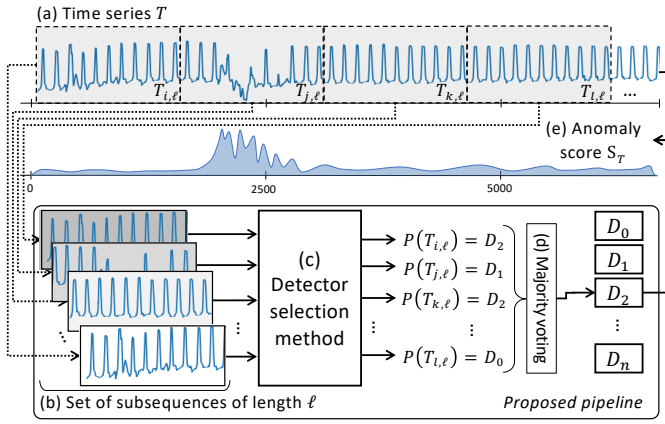 (a) Time series T
T_{i,ℓ} T_{j,ℓ} T_{k,ℓ} T_{l,ℓ} ...
(e) Anomaly
score S_T
0 2500 5000
(c)
Detector
selection
method
P(T_{i,ℓ}) = D_2
P(T_{j,ℓ}) = D_1
P(T_{k,ℓ}) = D_2
⋮
P(T_{l,ℓ}) = D_0
(d) Majority
voting
D_0
D_1
D_2
⋮
D_n
(b) Set of subsequences of length ℓ
Proposed pipeline